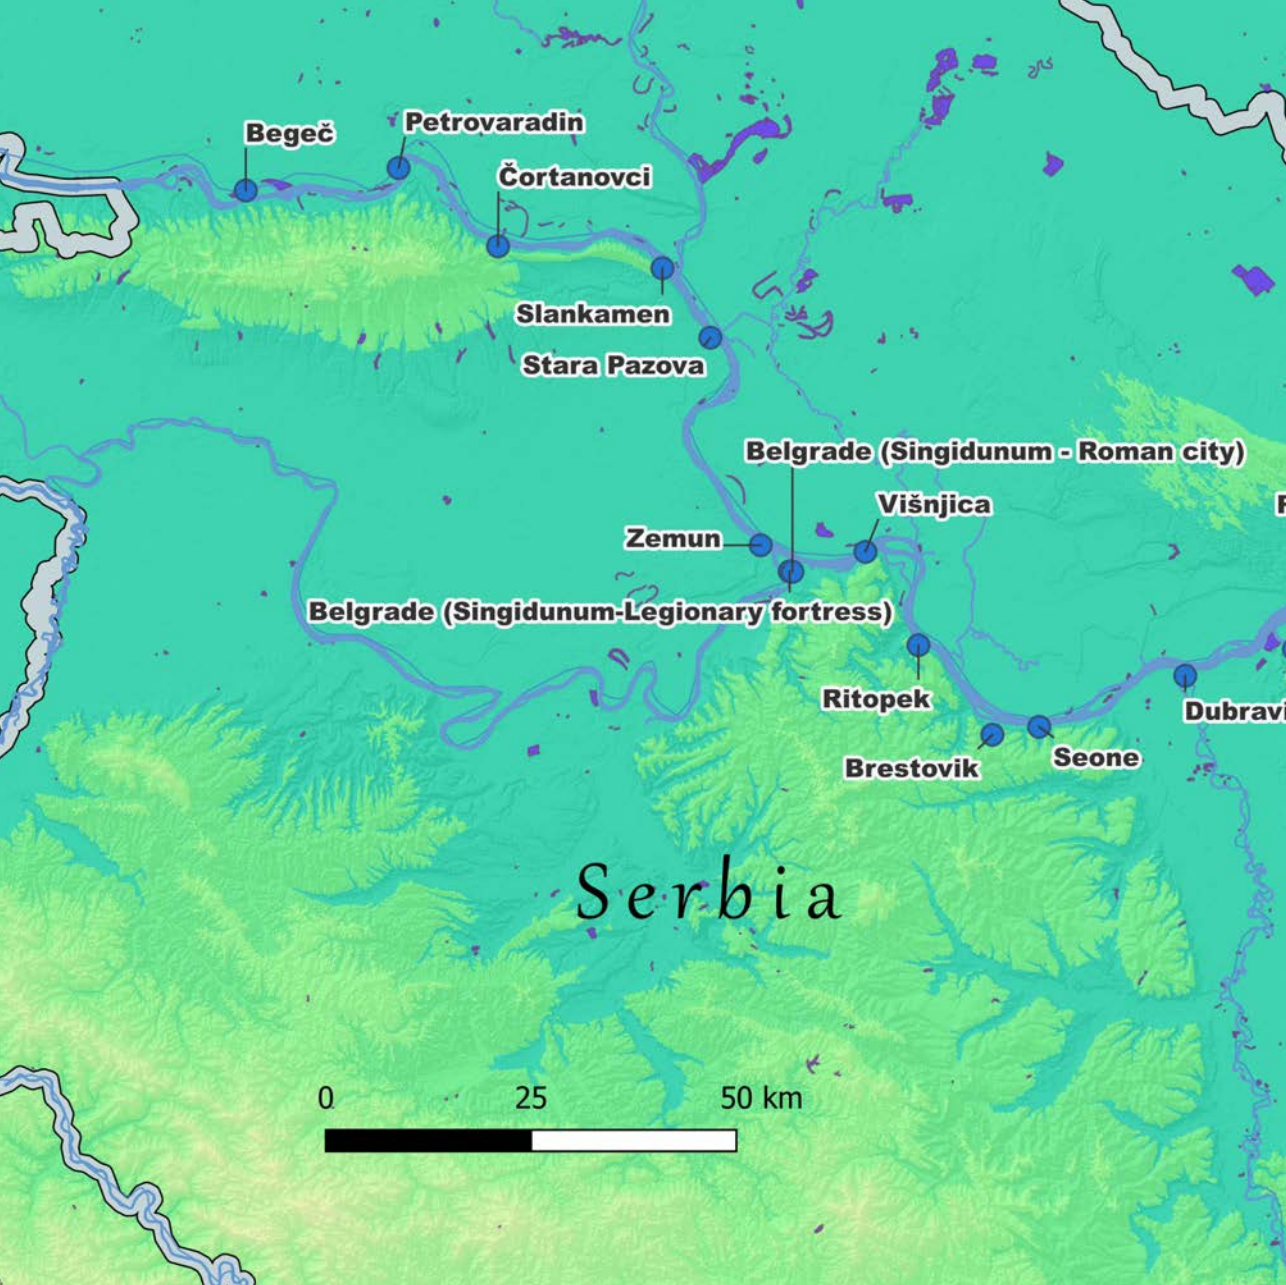 Petrovaradin
Begeč
Čortanovci
Slankamen
Stara Pazova
Belgrade (Singidunum - Roman city)
Višnjica
Zemun
Belgrade (Singidunum-Legionary fortress)
Ritopek
Dubravi
Seone
Brestovik
Serbia
0 25 50 km